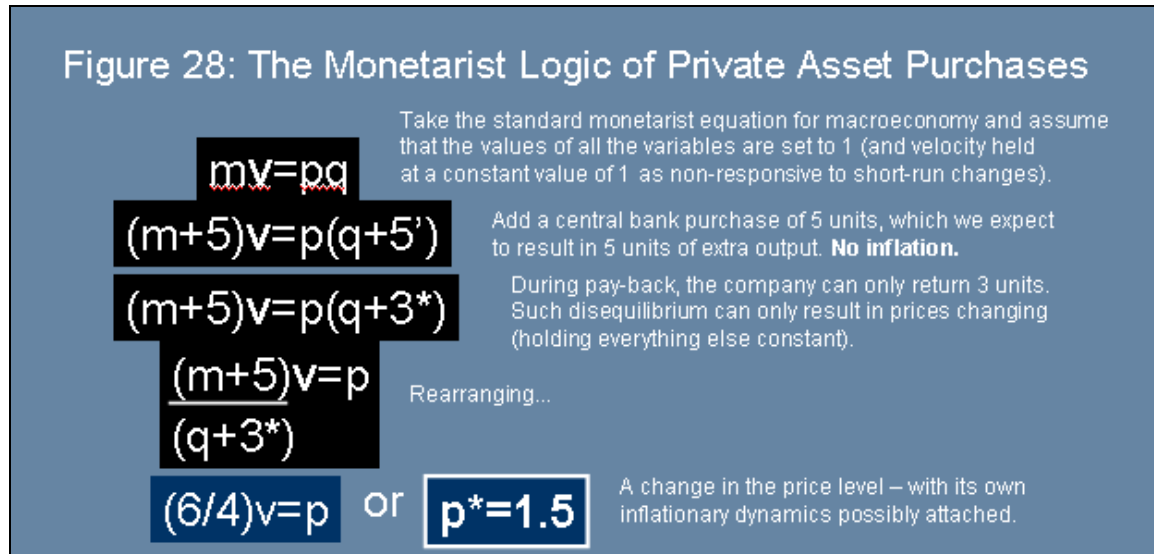 Figure 28: The Monetarist Logic of Private Asset Purchases
Take the standard monetarist equation for macroeconomy and assume
that the values of all the variables are set to 1 (and velocity held
at a constant value of 1 as non-responsive to short-run changes).
mv=pq
(m+5)v=p(q+5’)
Add a central bank purchase of 5 units, which we expect
to result in 5 units of extra output. No inflation.
(m+5)v=p(q+3*)
During pay-back, the company can only return 3 units.
Such disequilibrium can only result in prices changing
(holding everything else constant).
(m+5)v=p
(q+3*)
Rearranging...
(6/4)v=p or p*=1.5
A change in the price level – with its own
inflationary dynamics possibly attached.